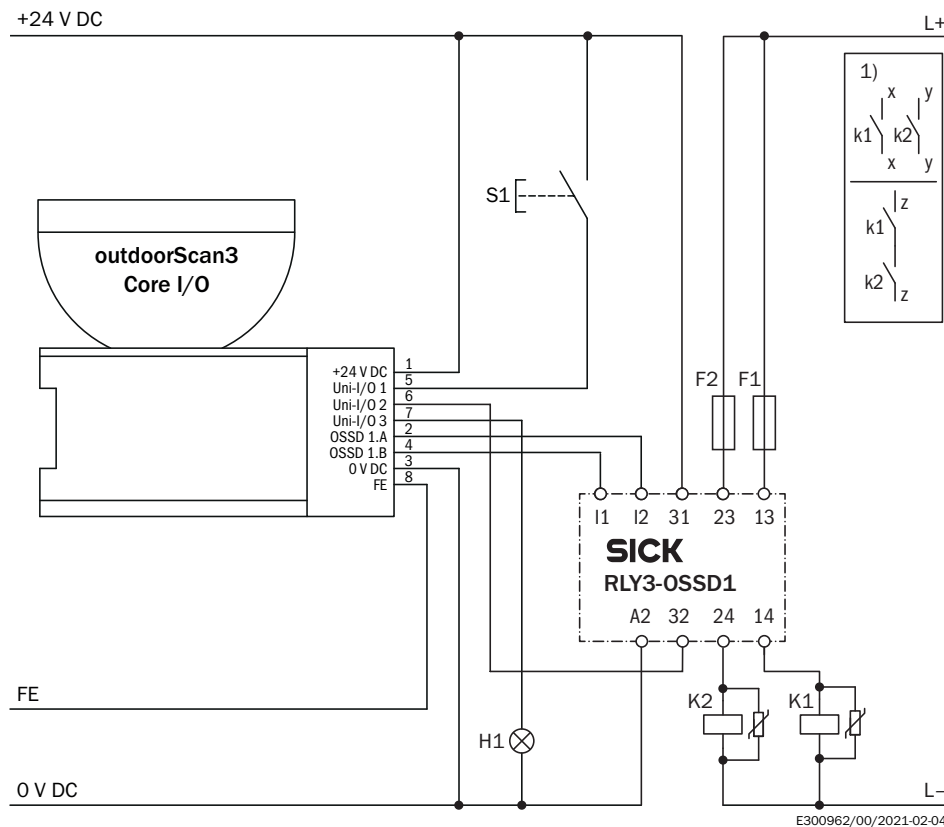 +24 V DC
L+
1)
x
y
k1
k2
x
y
z
k1
k2
z
S1
outdoorScan3
Core I/O
+24 V DC
1
Uni-I/O 1
5
Uni-I/O 2
6
Uni-I/O 3
7
OSSD 1.A
2
OSSD 1.B
4
0 V DC
3
FE
8
F2
F1
I1
I2
31
23
13
SICK
RLY3-OSSD1
A2
32
24
14
FE
K2
K1
H1
0 V DC
L–
E300962/00/2021-02-04